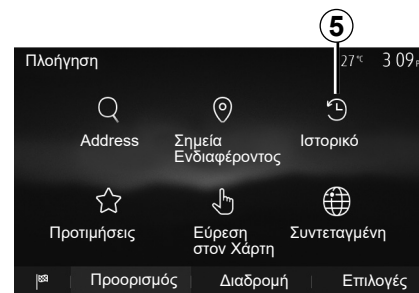 5
Πλοήγηση 27°C 3 09
Address Σημεία Ενδιαφέροντος Ιστορικό
Προτιμήσεις Εύρεση στον Χάρτη Συντεταγμένη
Προορισμός Διαδρομή Επιλογές